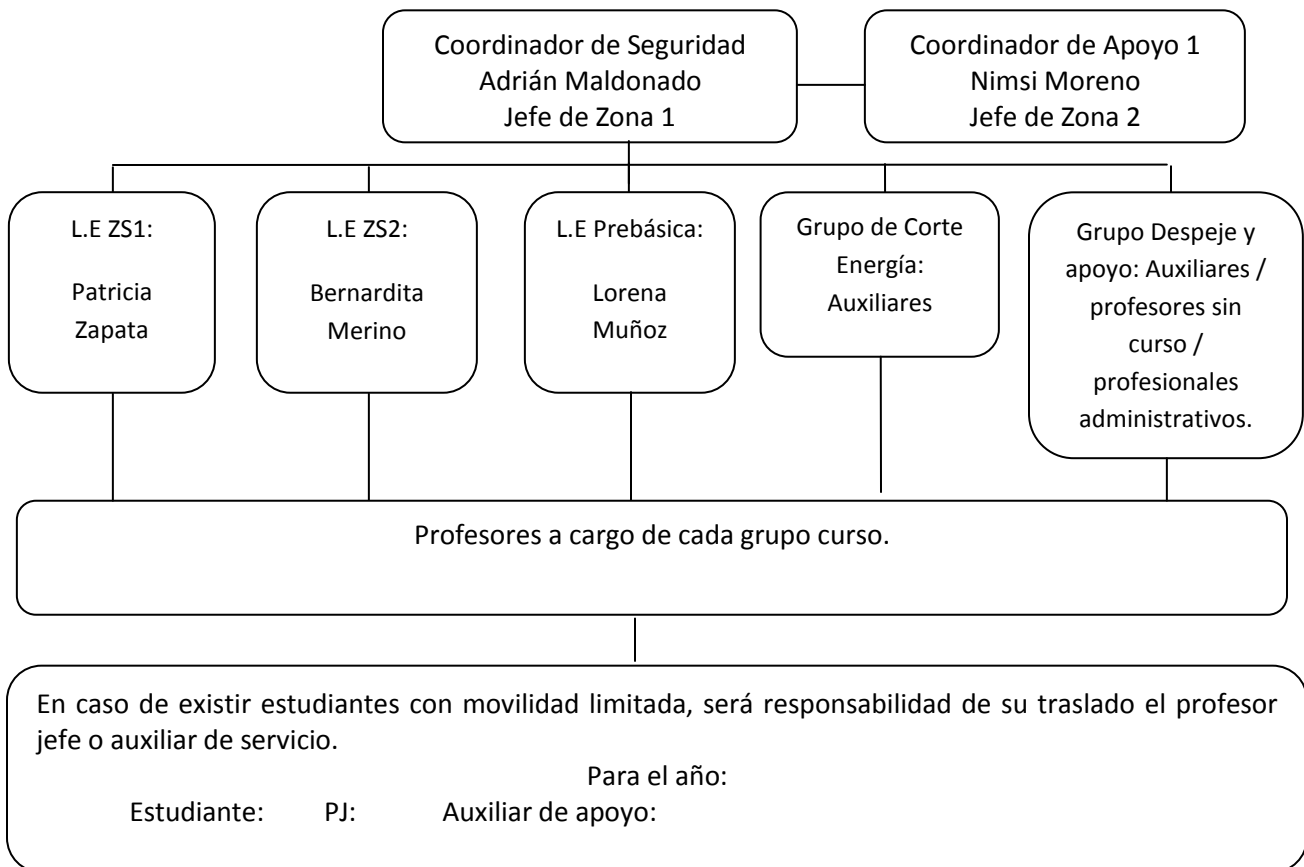 Coordinador de Seguridad
Adrián Maldonado
Jefe de Zona 1
Coordinador de Apoyo 1
Nimsi Moreno
Jefe de Zona 2
L.E ZS1:
Patricia
Zapata
L.E ZS2:
Bernardita
Merino
L.E Prebásica:
Lorena
Muñoz
Grupo de Corte
Energía:
Auxiliares
Grupo Despeje y
apoyo: Auxiliares /
profesores sin
curso /
profesionales
administrativos.
Profesores a cargo de cada grupo curso.
En caso de existir estudiantes con movilidad limitada, será responsabilidad de su traslado el profesor
jefe o auxiliar de servicio.
Para el año:
Estudiante: PJ: Auxiliar de apoyo: